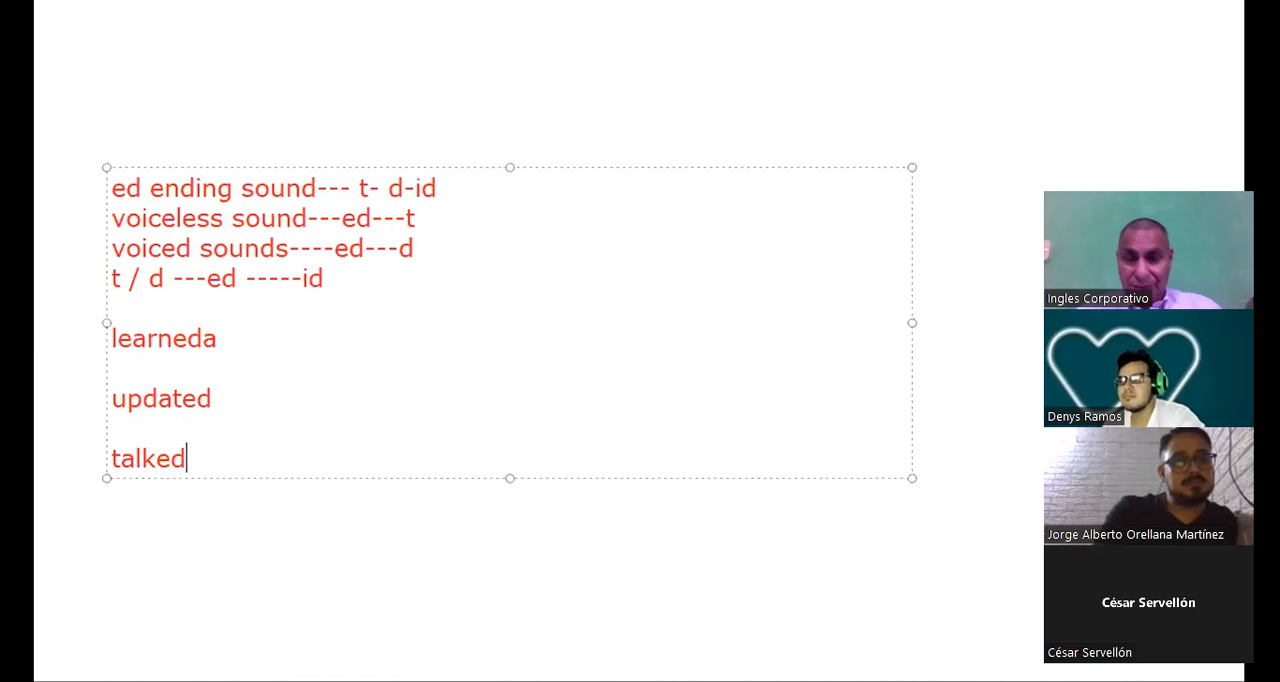 ed ending sound--- t- d-id
voiceless sound---ed---t
voiced sounds----ed---d
t / d ---ed -----id
learneda
updated
talked
Ingles Corporativo
Denys Ramos
Jorge Alberto Orellana Martínez
César Servellón
César Servellón